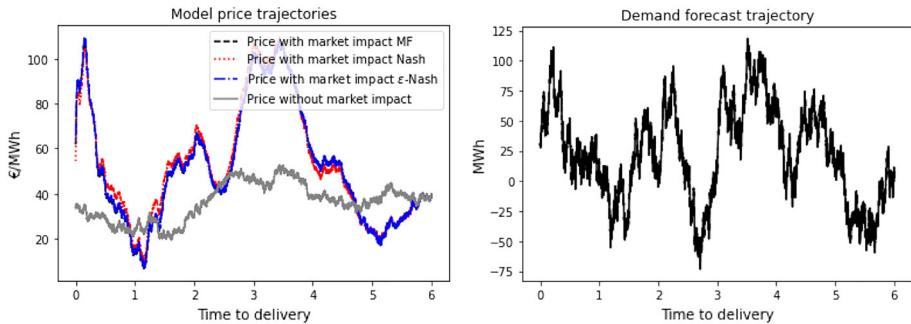 Model price trajectories
€/MWh
100
80
60
40
20
Price with market impact MF
Price with market impact Nash
Price with market impact ε-Nash
Price without market impact
0 1 2 3 4 5 6
Time to delivery
Demand forecast trajectory
MWh
125
100
75
50
25
0
−25
−50
−75
0 1 2 3 4 5 6
Time to delivery